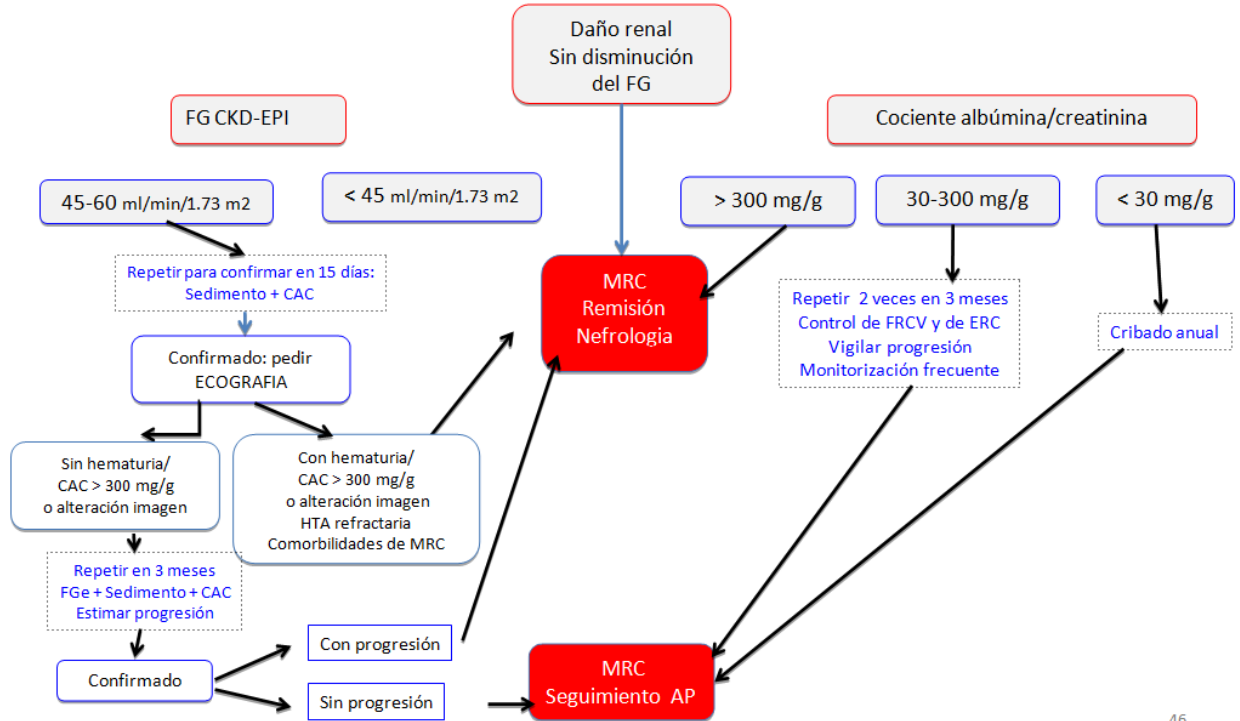 Daño renal
Sin disminución
del FG
FG CKD-EPI
Cociente albúmina/creatinina
45-60 ml/min/1.73 m2
< 45 ml/min/1.73 m2
> 300 mg/g
30-300 mg/g
< 30 mg/g
Repetir para confirmar en 15 días:
Sedimento + CAC
MRC
Remisión
Nefrologia
Repetir 2 veces en 3 meses
Control de FRCV y de ERC
Vigilar progresión
Monitorización frecuente
Cribado anual
Confirmado: pedir
ECOGRAFIA
Sin hematuria/
CAC > 300 mg/g
o alteración imagen
Con hematuria/
CAC > 300 mg/g
o alteración imagen
HTA refractaria
Comorbilidades de MRC
Repetir en 3 meses
FGe + Sedimento + CAC
Estimar progresión
Confirmado
Con progresión
Sin progresión
MRC
Seguimiento AP
46